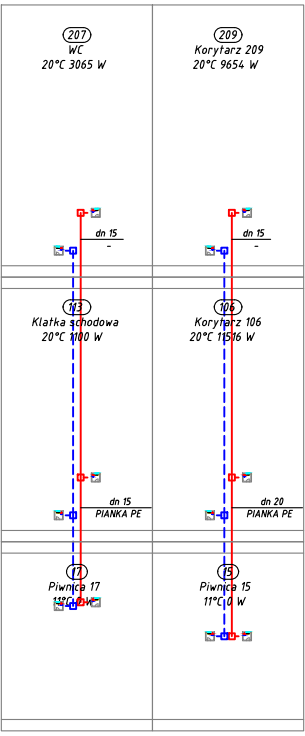 207
WC
20°C 3065 W
209
Korytarz 209
20°C 9654 W
dn 15
-
dn 15
-
113
Klatka schodowa
20°C 1100 W
106
Korytarz 106
20°C 11516 W
dn 15
PIANKA PE
dn 20
PIANKA PE
17
Piwnica 17
11°C W
15
Piwnica 15
11°C 0 W